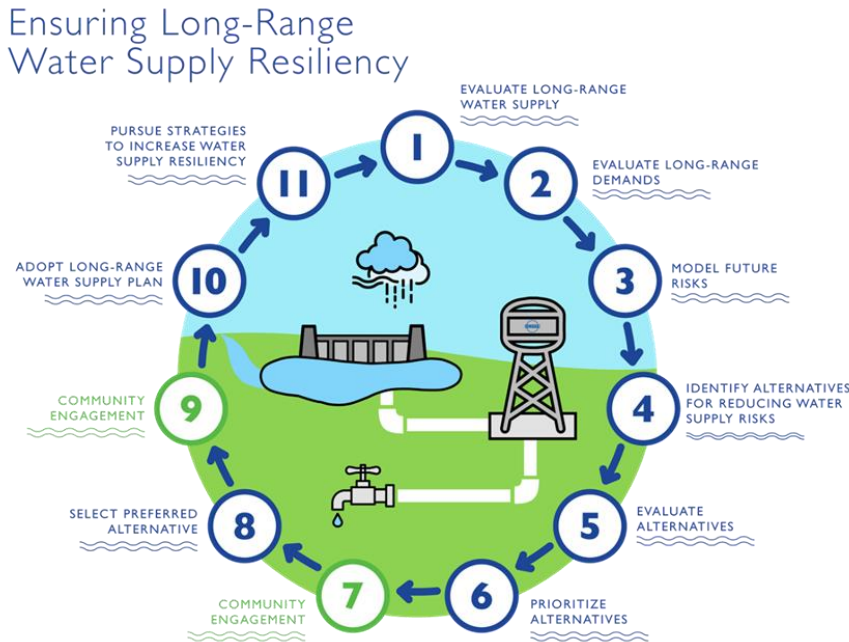 Ensuring Long-Range
Water Supply Resiliency
1
EVALUATE LONG-RANGE
WATER SUPPLY
2
EVALUATE LONG-RANGE
DEMANDS
3
MODEL FUTURE
RISKS
4
IDENTIFY ALTERNATIVES
FOR REDUCING WATER
SUPPLY RISKS
5
EVALUATE
ALTERNATIVES
6
PRIORITIZE
ALTERNATIVES
7
COMMUNITY
ENGAGEMENT
8
SELECT PREFERRED
ALTERNATIVE
9
COMMUNITY
ENGAGEMENT
10
ADOPT LONG-RANGE
WATER SUPPLY PLAN
11
PURSUE STRATEGIES
TO INCREASE WATER
SUPPLY RESILIENCY